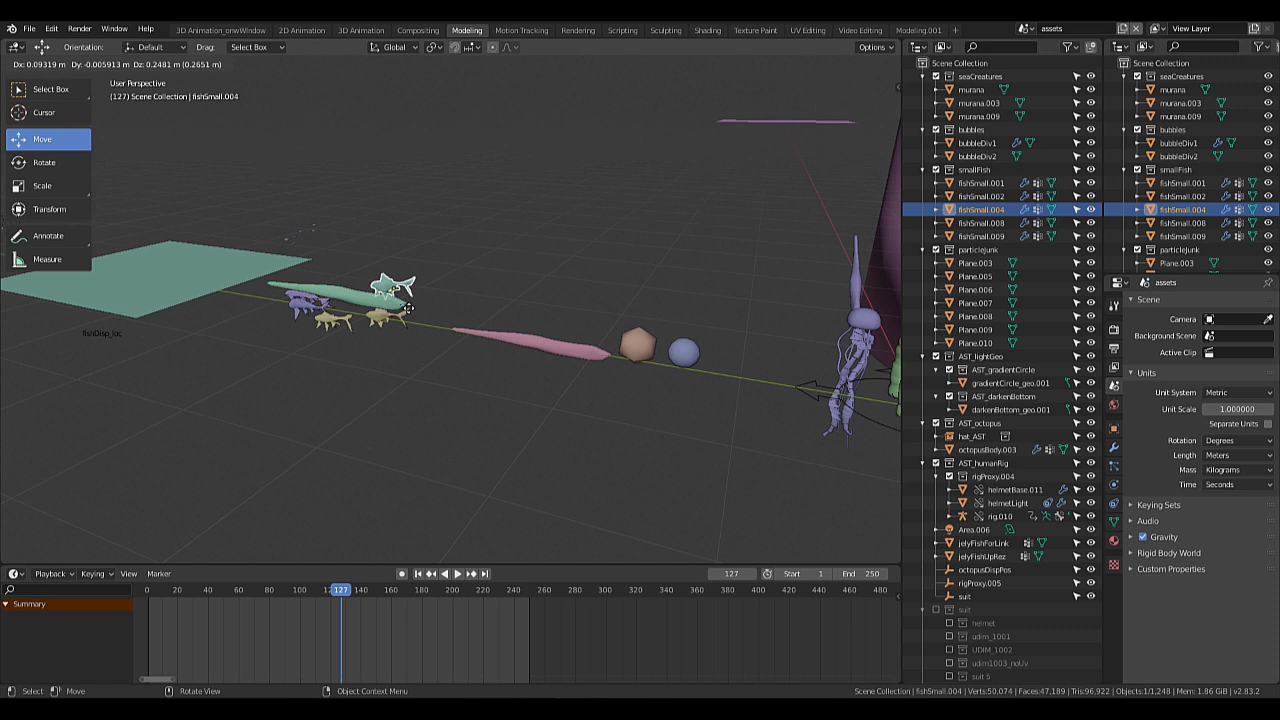 File Edit Render Window Help 3D Animation_onwWindow 2D Animation 3D Animation Compositing Modeling Motion Tracking Rendering Scripting Sculpting Shading Texture Paint UV Editing Video Editing Modeling.001 + assets View Layer
Orientation: Default Drag: Select Box Global Options
Dx: 0.09319 m Dy: -0.005913 m Dz: 0.2481 m (0.2651 m)
User Perspective
(127) Scene Collection | fishSmall.004
Select Box
Cursor
Move
Rotate
Scale
Transform
Annotate
Measure
fishDisp_loc
Scene Collection
seaCreatures
murana
murana.003
murana.009
bubbles
bubbleDiv1
bubbleDiv2
smallFish
fishSmall.001
fishSmall.002
fishSmall.004
fishSmall.008
fishSmall.009
particleJunk
Plane.003
Plane.005
Plane.006
Plane.007
Plane.008
Plane.009
Plane.010
AST_lightGeo
AST_gradientCircle
gradientCircle_geo.001
AST_darkenBottom
darkenBottom_geo.001
AST_octopus
hat_AST
octopusBody.003
AST_humanRig
rigProxy.004
helmetBase.011
helmetLight
rig.010
Area.006
jelyFishForLink
jelyFishUpRez
octopusDispPos
rigProxy.005
suit
suit
helmet
udim_1001
UDIM_1002
udim1003_noUv
suit 5
Scene Collection
seaCreatures
murana
murana.003
murana.009
bubbles
bubbleDiv1
bubbleDiv2
smallFish
fishSmall.001
fishSmall.002
fishSmall.004
fishSmall.008
fishSmall.009
particleJunk
Plane.003
assets
Scene
Camera
Background Scene
Active Clip
Units
Unit System Metric
Unit Scale 1.000000
Separate Units
Rotation Degrees
Length Meters
Mass Kilograms
Time Seconds
Keying Sets
Audio
Gravity
Rigid Body World
Custom Properties
Playback Keying View Marker 127 Start 1 End 250
0 20 40 60 80 100 127 140 160 180 200 220 240 260 280 300 320 340 360 380 400 420 440 460 480
Summary
Select Move Rotate View Object Context Menu Scene Collection | fishSmall.004 | Verts:50,074 | Faces:47,189 | Tris:96,922 | Objects:1/1,248 | Mem: 1.86 GiB | v2.83.2